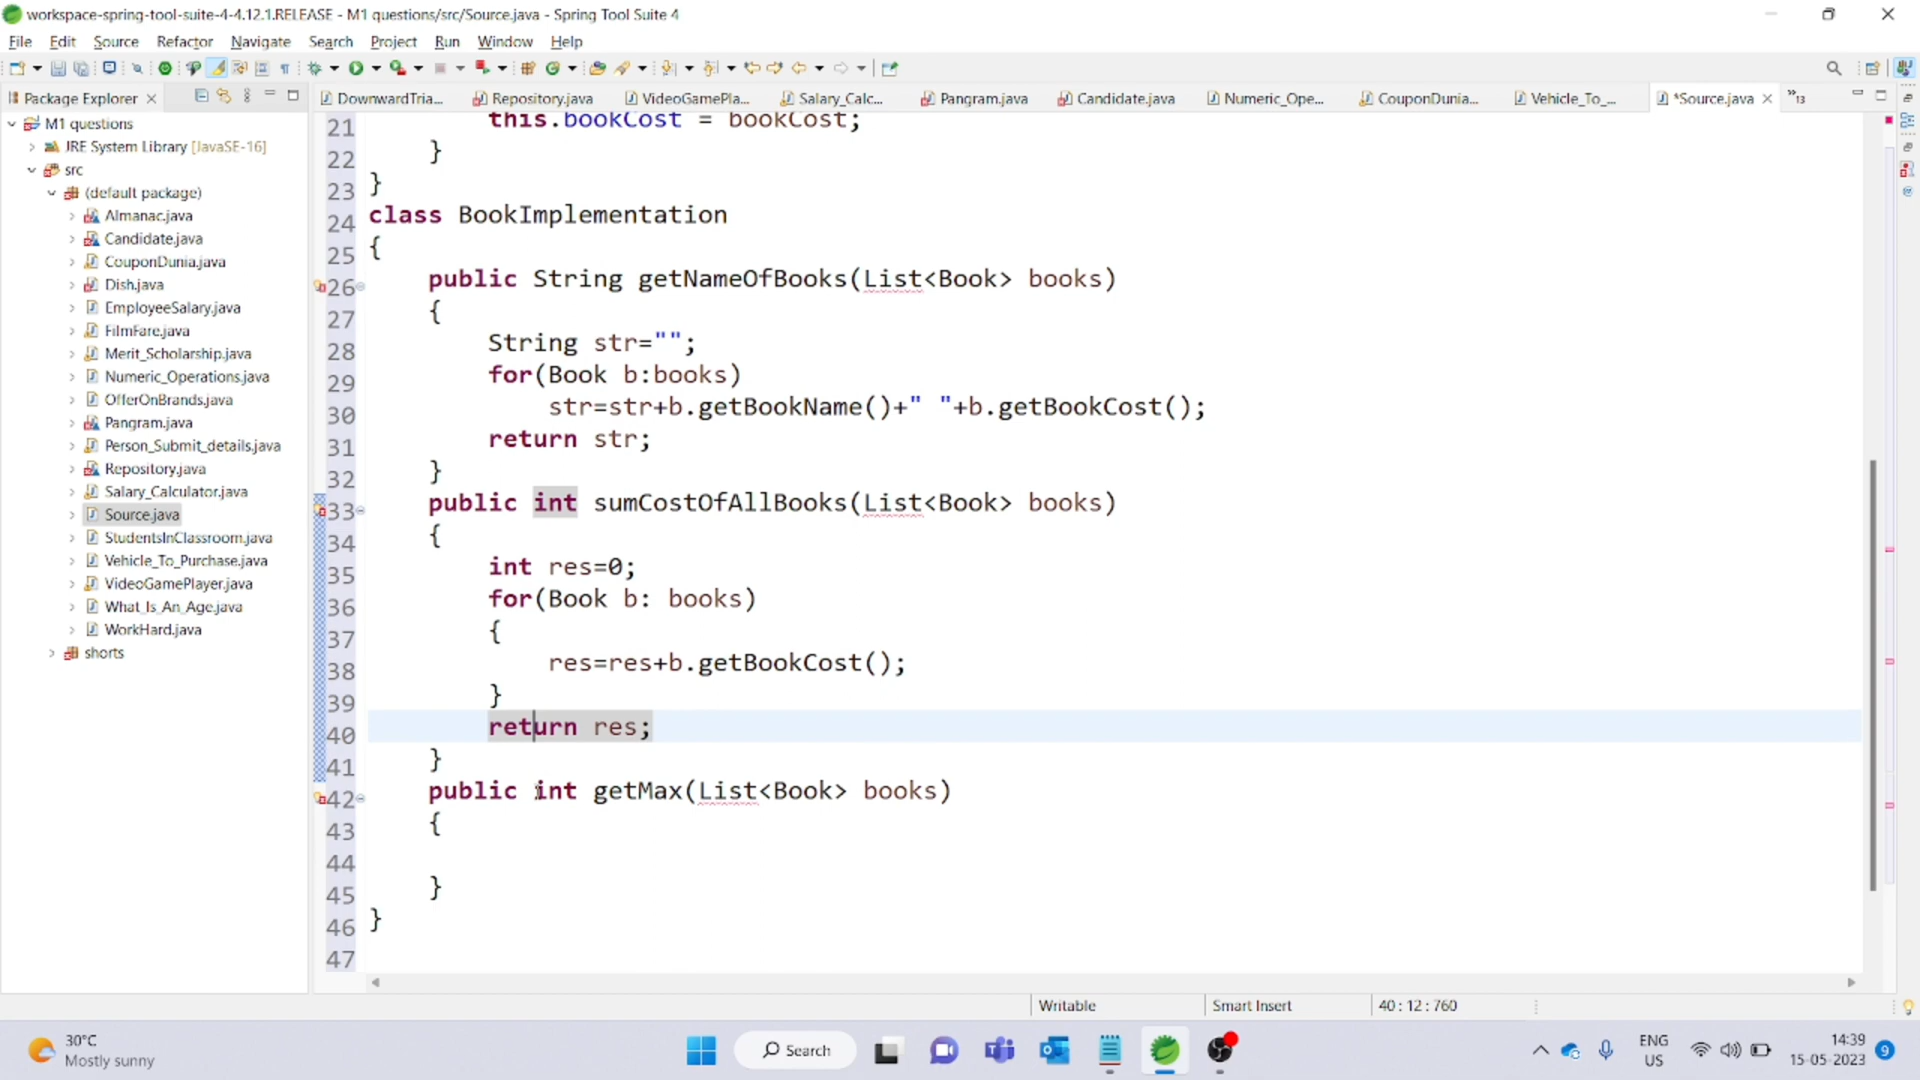 workspace-spring-tool-suite-4-4.12.1.RELEASE - M1 questions/src/Source.java - Spring Tool Suite 4
File Edit Source Refactor Navigate Search Project Run Window Help
Package Explorer
DownwardTria... Repository.java VideoGamePla... Salary_Calc... Pangram.java Candidate.java Numeric_Ope... CouponDunia... Vehicle_To_... *Source.java »13
M1 questions
JRE System Library [JavaSE-16]
src
(default package)
Almanac.java
Candidate.java
CouponDunia.java
Dish.java
EmployeeSalary.java
FilmFare.java
Merit_Scholarship.java
Numeric_Operations.java
OfferOnBrands.java
Pangram.java
Person_Submit_details.java
Repository.java
Salary_Calculator.java
Source.java
StudentsInClassroom.java
Vehicle_To_Purchase.java
VideoGamePlayer.java
What_Is_An_Age.java
WorkHard.java
shorts
21 this.bookCost = bookCost;
22 }
23 }
24 class BookImplementation
25 {
26 public String getNameOfBooks(List<Book> books)
27 {
28 String str="";
29 for(Book b:books)
30 str=str+b.getBookName()+" "+b.getBookCost();
31 return str;
32 }
33 public int sumCostOfAllBooks(List<Book> books)
34 {
35 int res=0;
36 for(Book b: books)
37 {
38 res=res+b.getBookCost();
39 }
40 return res;
41 }
42 public int getMax(List<Book> books)
43 {
44
45 }
46 }
47
Writable Smart Insert 40 : 12 : 760
30°C
Mostly sunny
Search
ENG
US
14:39
15-05-2023
9